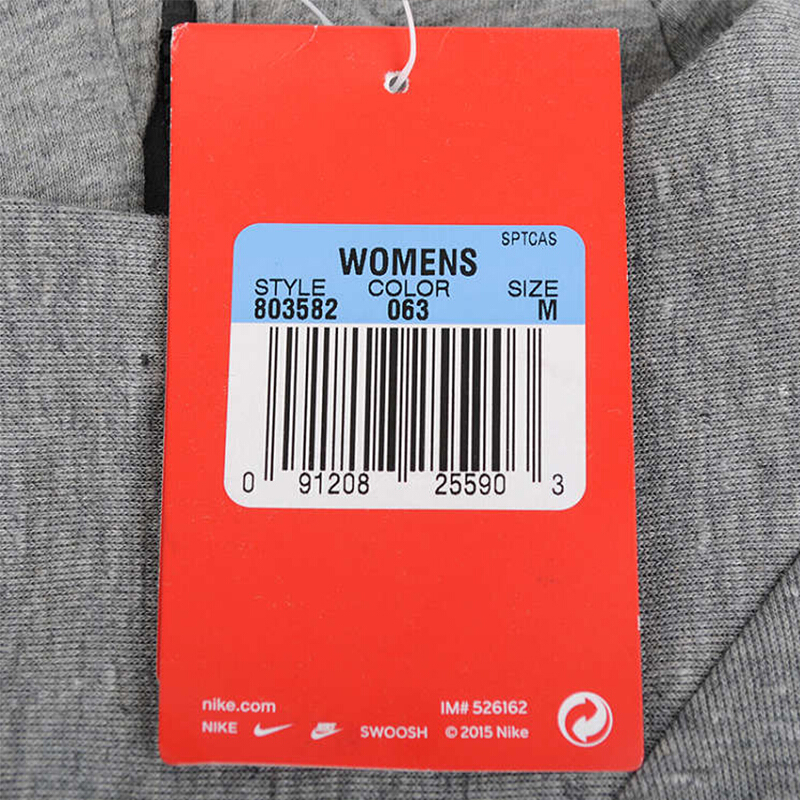 SPTCAS
WOMENS
STYLE COLOR SIZE
803582 063 M
0 91208 25590 3
nike.com IM# 526162
NIKE SWOOSH © 2015 Nike